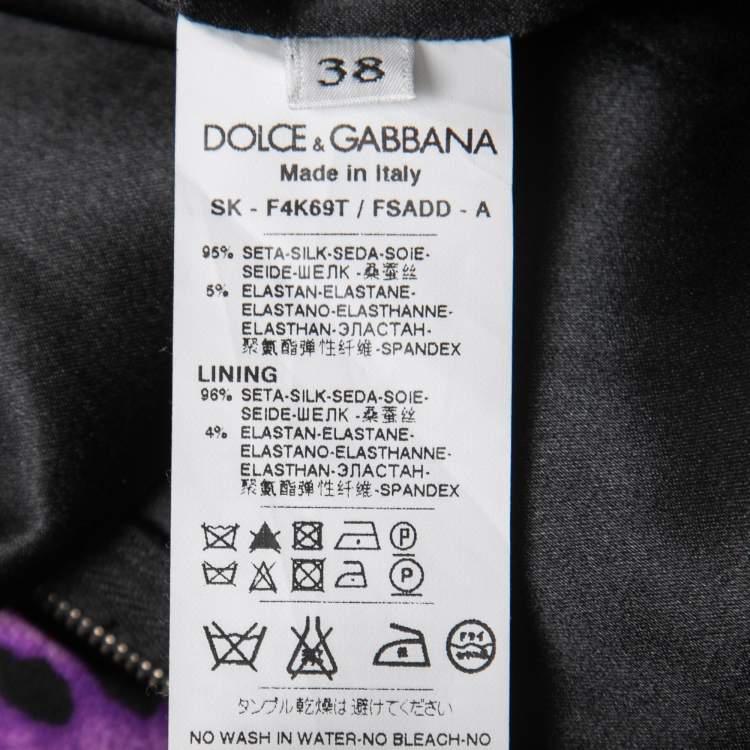 38
DOLCE & GABBANA
Made in Italy
SK - F4K69T / FSADD - A
95% SETA-SILK-SEDA-SOIE-
SEIDE-ШЕЛК -桑蚕丝
5% ELASTAN-ELASTANE-
ELASTANO-ELASTHANNE-
ELASTHAN-ЭЛАСТАН-
聚氨酯弹性纤维-SPANDEX
LINING
96% SETA-SILK-SEDA-SOIE-
SEIDE-ШЕЛК -桑蚕丝
4% ELASTAN-ELASTANE-
ELASTANO-ELASTHANNE-
ELASTHAN-ЭЛАСТАН-
聚氨酯弹性纤维-SPANDEX
P
P
ドライ
タンブル乾燥は避けてください
NO WASH IN WATER-NO BLEACH-NO